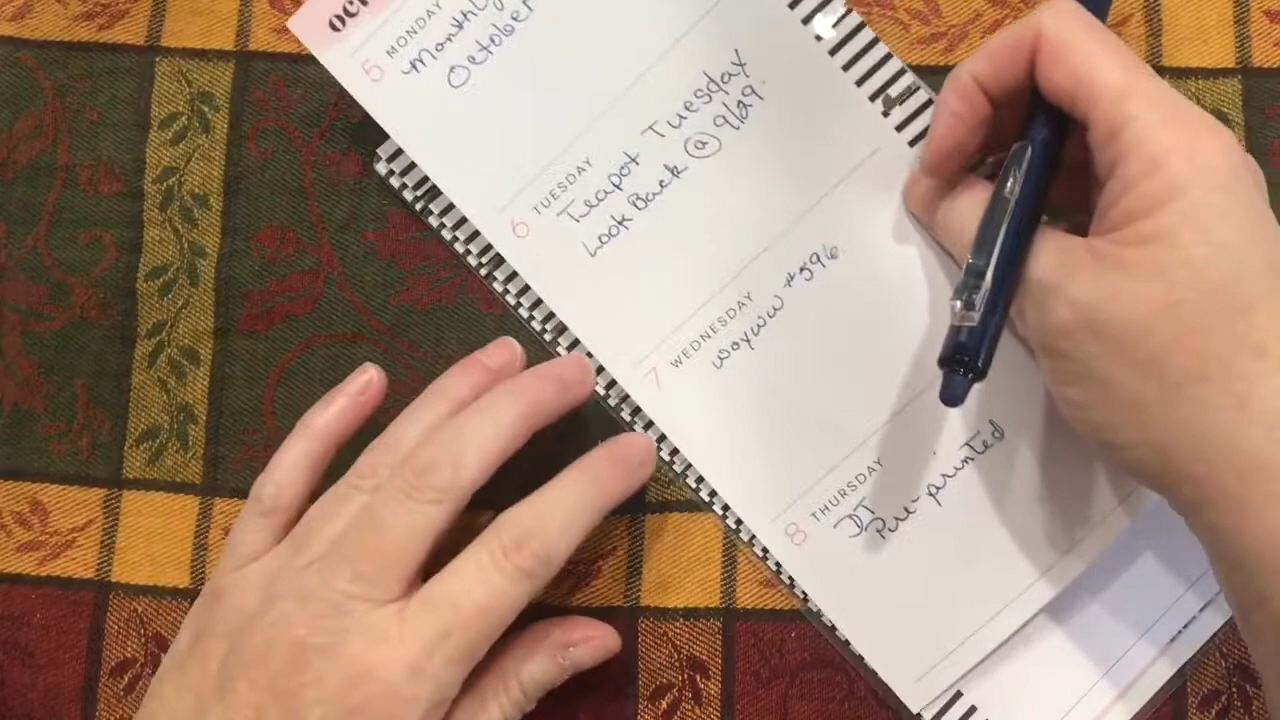 5 MONDAY
Monthly
October
6 TUESDAY
Teapot Tuesday
Look Back @ 9/29.
7 WEDNESDAY
WOYWW #596.
8 THURSDAY
DT
Pre-printed